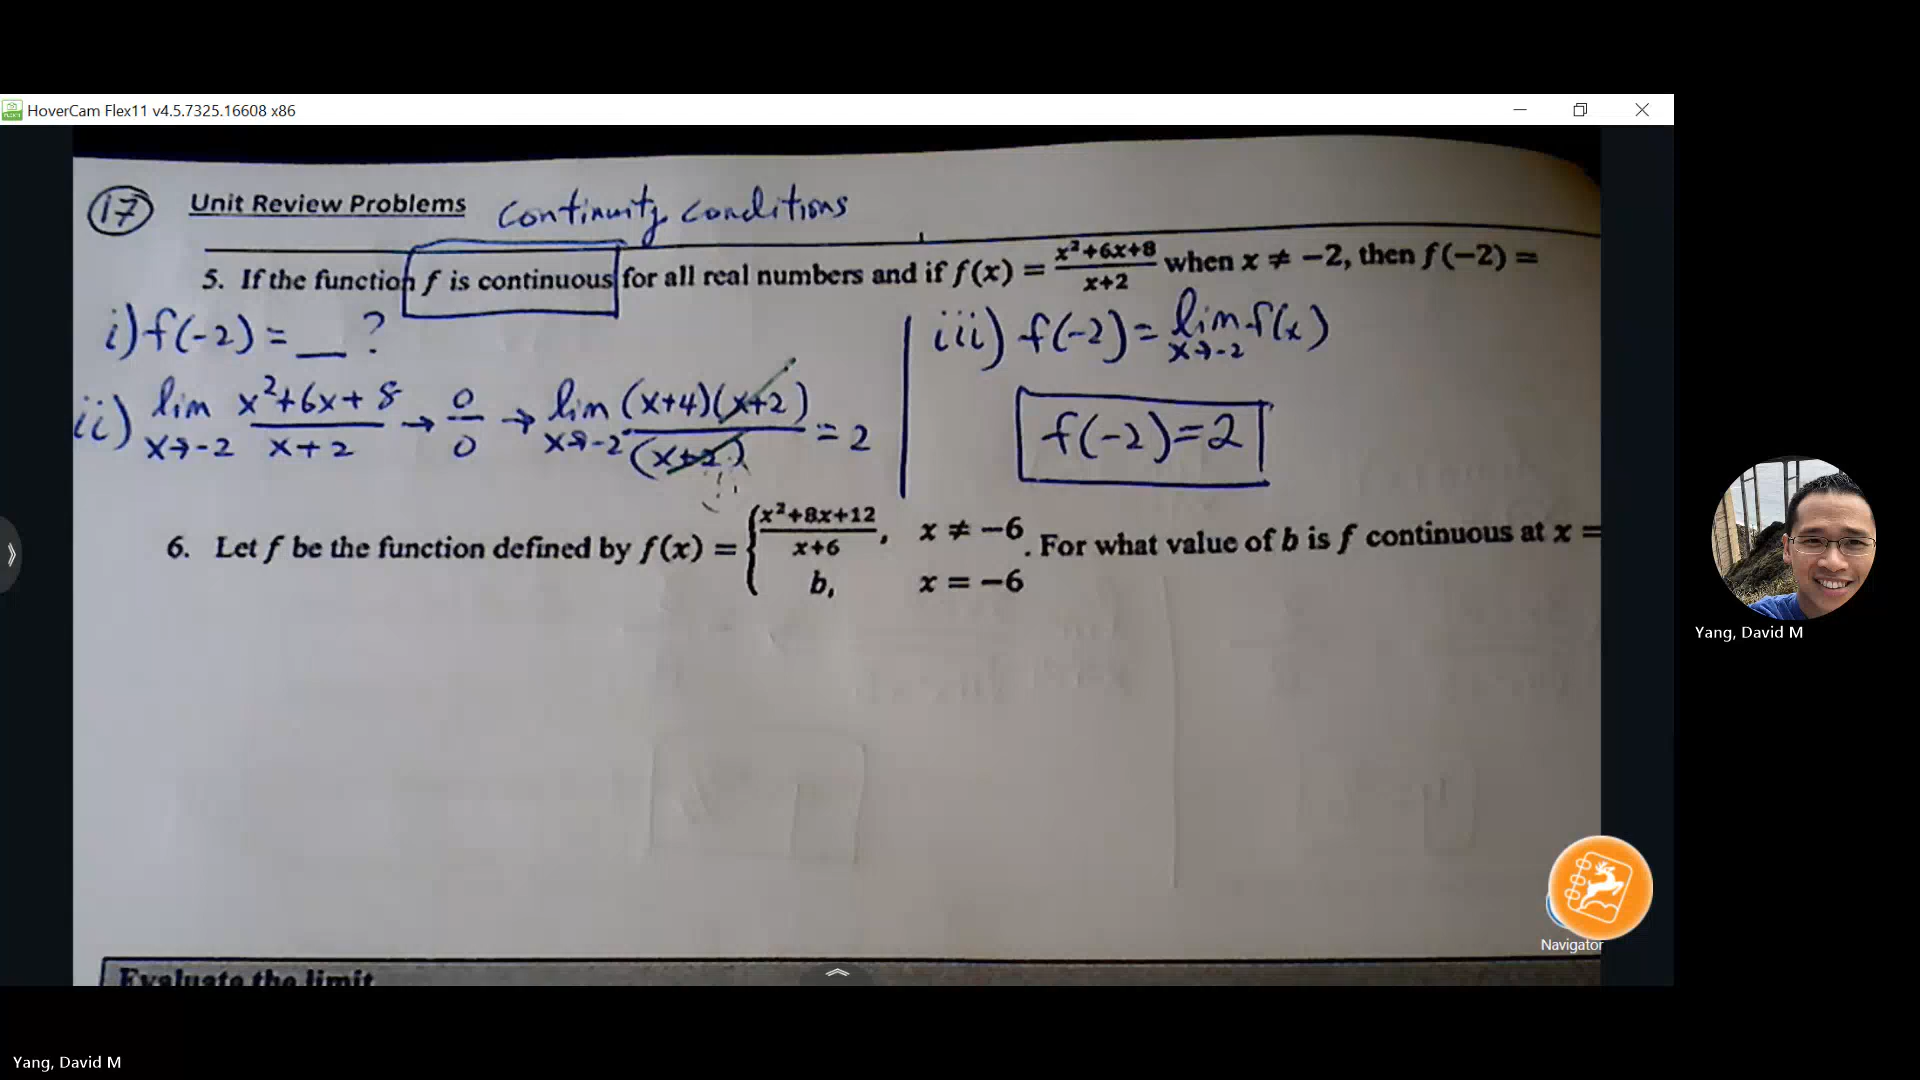 HoverCam Flex11 v4.5.7325.16608 x86
17 Unit Review Problems Continuity Conditions
5. If the function f is continuous for all real numbers and if f(x) = (x²+6x+8)/(x+2) when x ≠ −2, then f(−2) =
i) f(-2) = __ ?
iii) f(-2) = lim x→-2 f(x)
ii) lim x→-2 (x²+6x+8)/(x+2) → 0/0 → lim x→-2 (x+4)(x+2)/(x+2) = 2
f(-2)=2
6. Let f be the function defined by f(x) = { (x²+8x+12)/(x+6), x ≠ −6
b, x = −6 . For what value of b is f continuous at x =
Evaluate the limit
Navigator
Yang, David M
Yang, David M